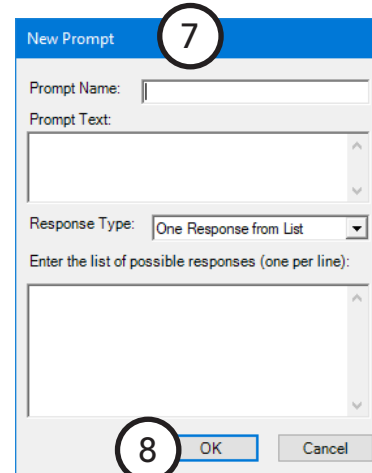 New Prompt 7
Prompt Name:
Prompt Text:
Response Type: One Response from List
Enter the list of possible responses (one per line):
8 OK Cancel